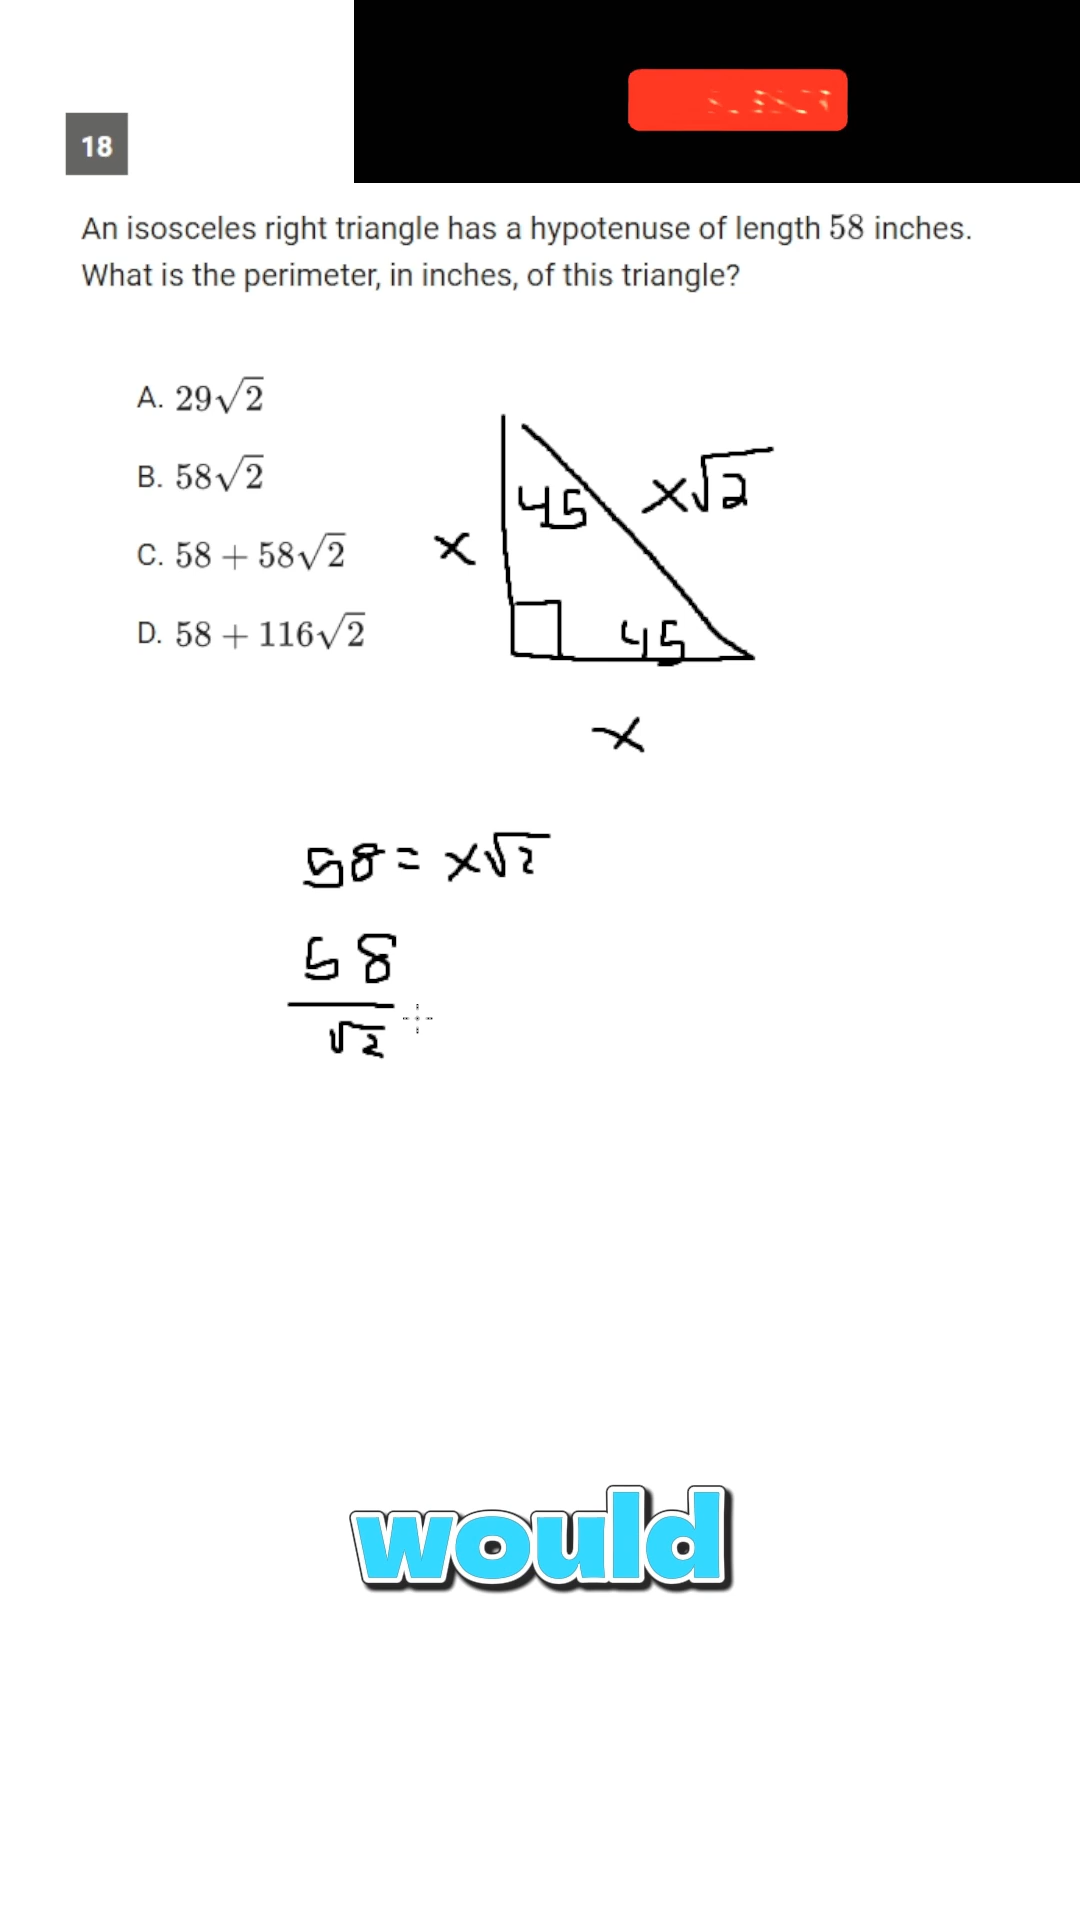 18
An isosceles right triangle has a hypotenuse of length 58 inches.
What is the perimeter, in inches, of this triangle?
A. 29√2
B. 58√2
C. 58 + 58√2
D. 58 + 116√2
45
x√2
x
45
x
58 = x√2
58
√2
would